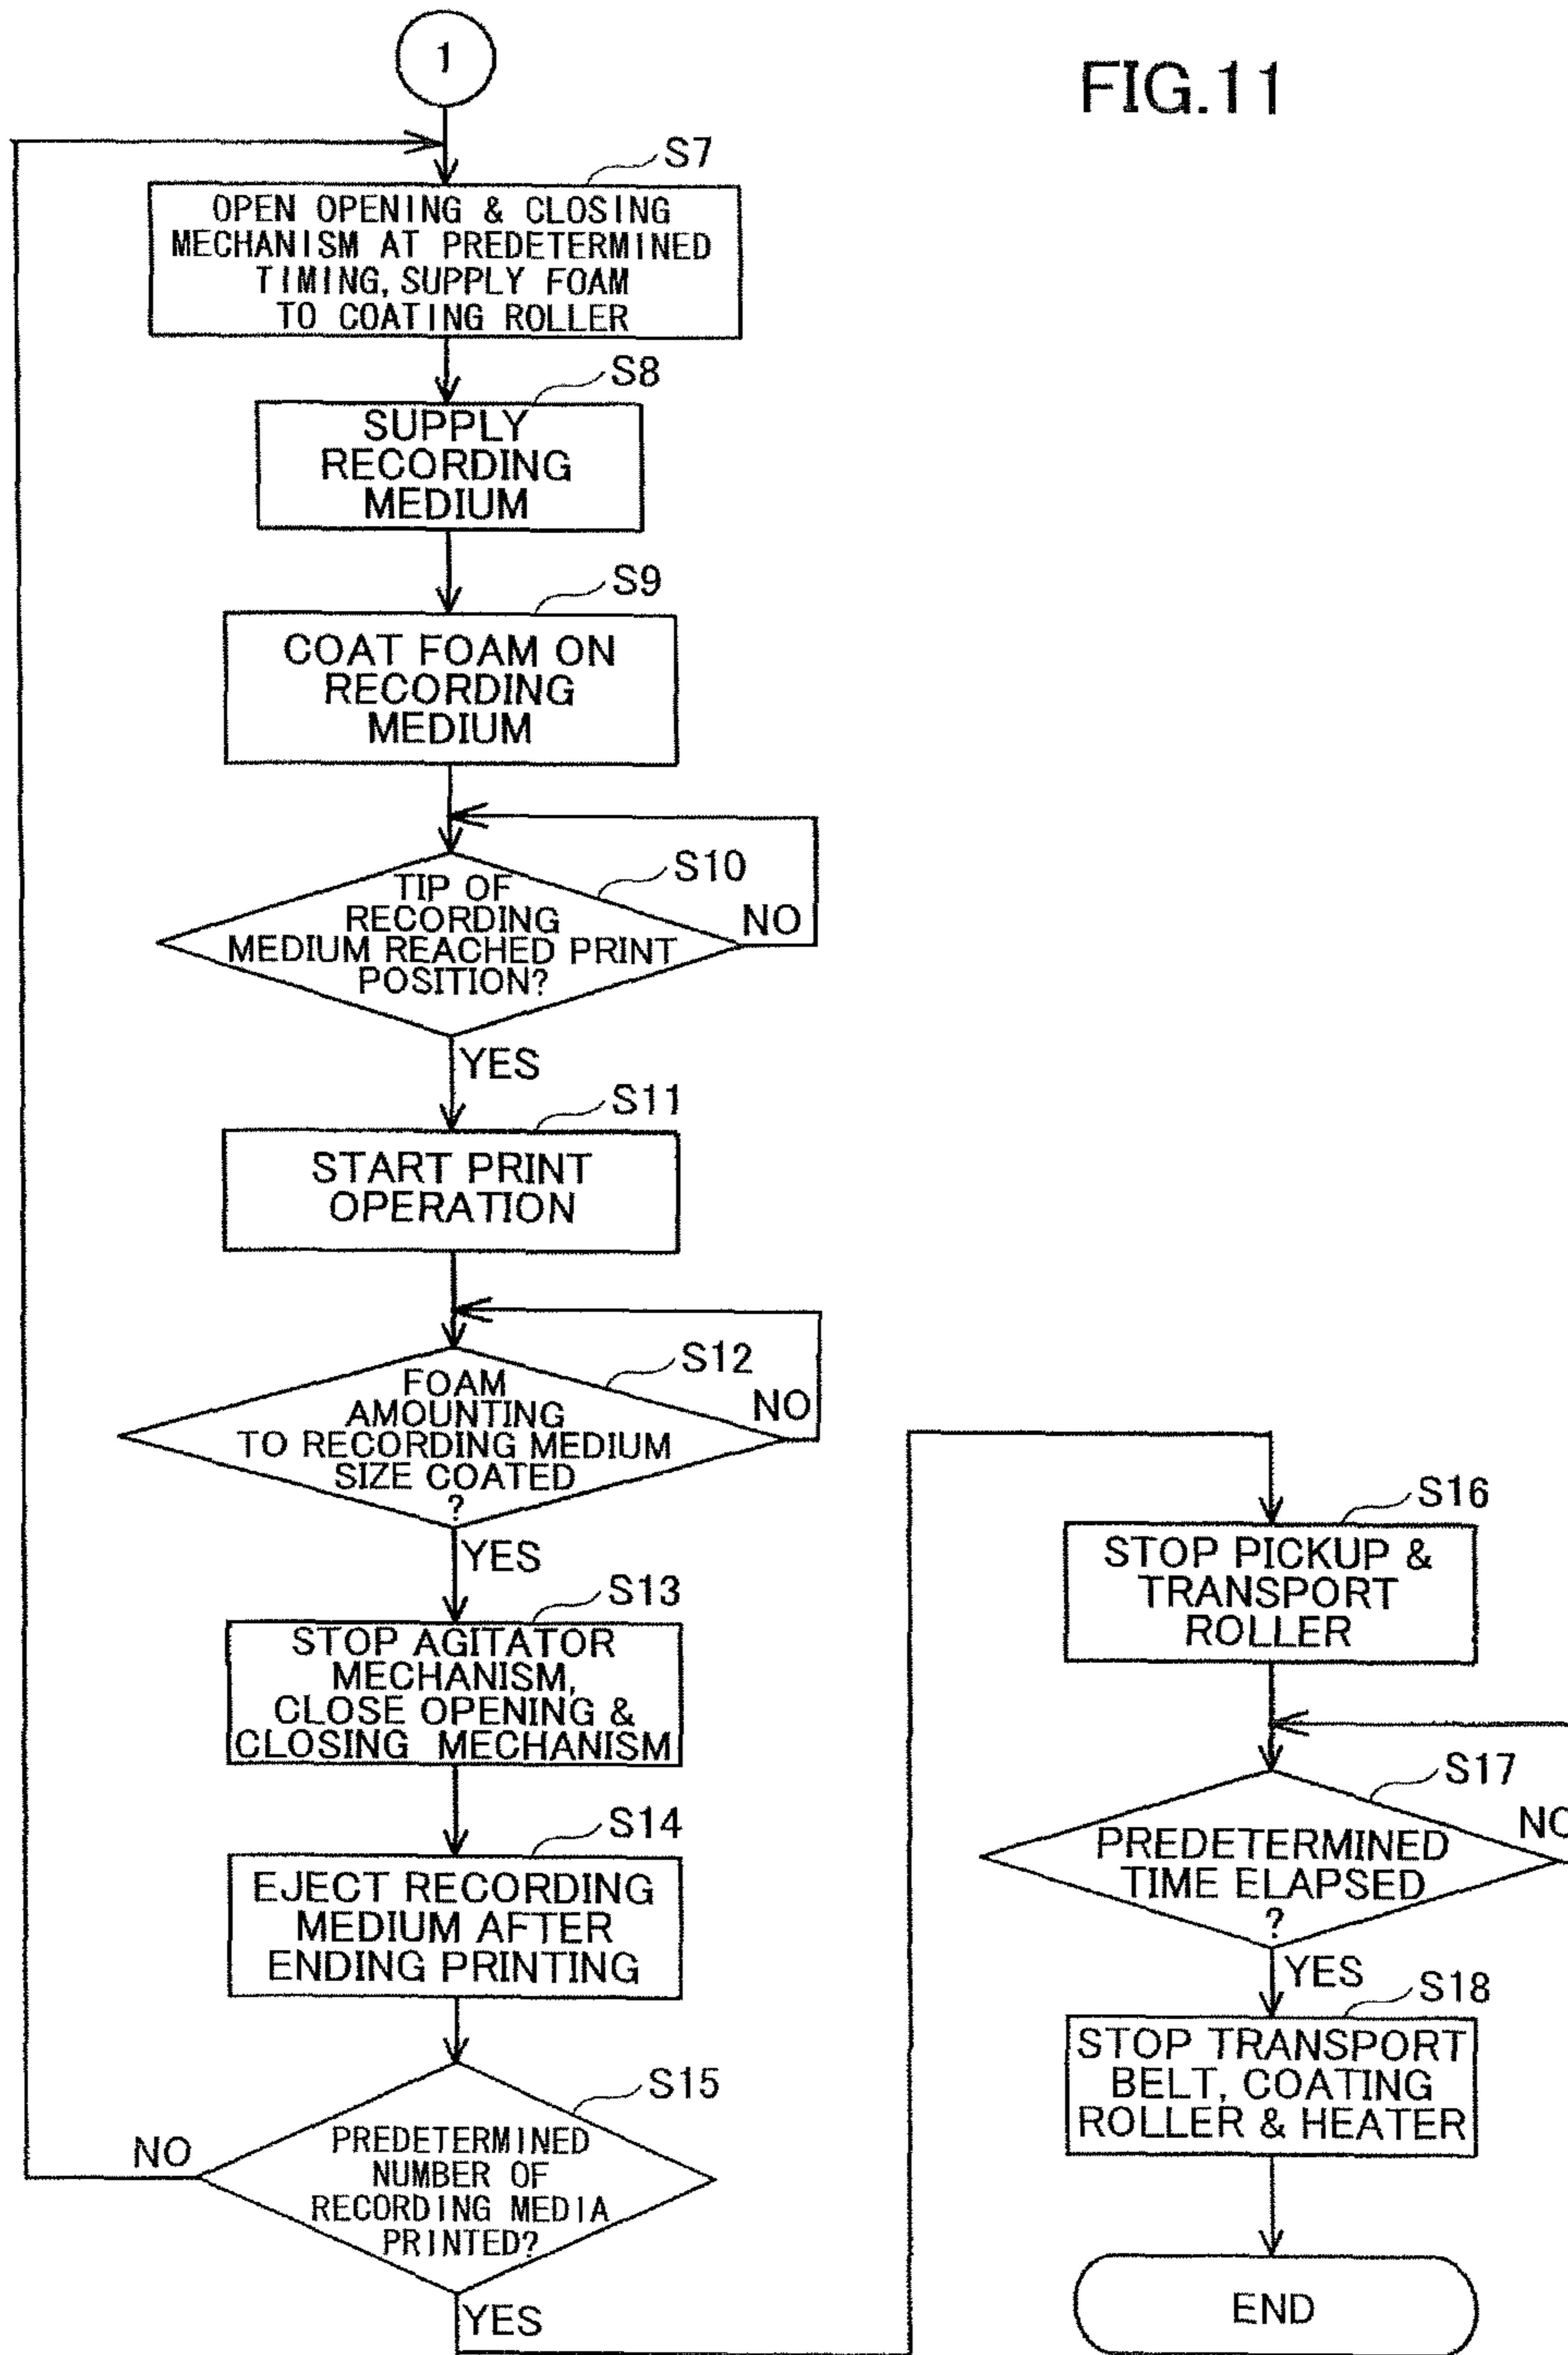 FIG.11
1
S7
OPEN OPENING & CLOSING
MECHANISM AT PREDETERMINED
TIMING, SUPPLY FOAM
TO COATING ROLLER
S8
SUPPLY
RECORDING
MEDIUM
S9
COAT FOAM ON
RECORDING
MEDIUM
S10
TIP OF
RECORDING
MEDIUM REACHED PRINT
POSITION?
NO
YES
S11
START PRINT
OPERATION
S12
FOAM
AMOUNTING
TO RECORDING MEDIUM
SIZE COATED
?
NO
YES
S13
STOP AGITATOR
MECHANISM,
CLOSE OPENING &
CLOSING MECHANISM
S14
EJECT RECORDING
MEDIUM AFTER
ENDING PRINTING
S15
PREDETERMINED
NUMBER OF
RECORDING MEDIA
PRINTED?
NO
YES
S16
STOP PICKUP &
TRANSPORT
ROLLER
S17
PREDETERMINED
TIME ELAPSED
?
NO
YES
S18
STOP TRANSPORT
BELT, COATING
ROLLER & HEATER
END